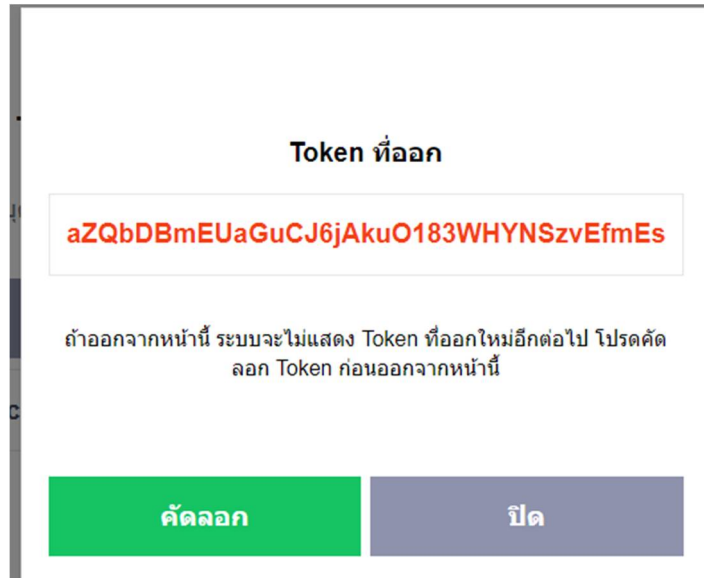 Token ที่ออก
aZQbDBmEUaGuCJ6jAkuO183WHYNSzvEfmEs
ถ้าออกจากหน้านี้ ระบบจะไม่แสดง Token ที่ออกใหม่อีกต่อไป โปรดคัด
ลอก Token ก่อนออกจากหน้านี้
คัดลอก
ปิด